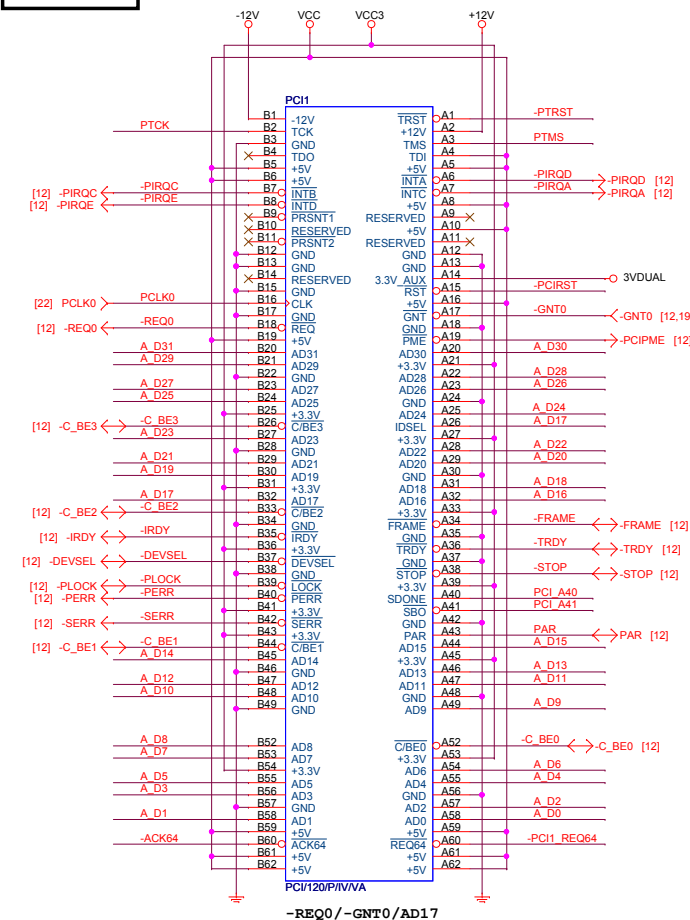 -12V VCC VCC3 +12V
PCI1
B1 -12V TRST A1 -PTRST
PTCK B2 TCK +12V A2
B3 GND TMS A3 PTMS
B4 TDO TDI A4
B5 +5V +5V A5
B6 +5V INTA A6 -PIRQD -PIRQD [12]
[12] -PIRQC -PIRQC B7 INTB INTC A7 -PIRQA -PIRQA [12]
[12] -PIRQE -PIRQE B8 INTD +5V A8
B9 PRSNT1 RESERVED A9
B10 RESERVED +5V A10
B11 PRSNT2 RESERVED A11
B12 GND GND A12
B13 GND GND A13
B14 RESERVED 3.3V_AUX A14 3VDUAL
B15 GND RST A15 -PCIRST
[22] PCLK0 PCLK0 B16 CLK +5V A16
B17 GND GNT A17 -GNT0 -GNT0 [12,19
[12] -REQ0 -REQ0 B18 REQ GND A18
B19 +5V PME A19 -PCIPME [12]
A_D31 B20 AD31 AD30 A20 A_D30
A_D29 B21 AD29 +3.3V A21
B22 GND AD28 A22 A_D28
A_D27 B23 AD27 AD26 A23 A_D26
A_D25 B24 AD25 GND A24
B25 +3.3V AD24 A25 A_D24
[12] -C_BE3 -C_BE3 B26 C/BE3 IDSEL A26 A_D17
A_D23 B27 AD23 +3.3V A27
B28 GND AD22 A28 A_D22
A_D21 B29 AD21 AD20 A29 A_D20
A_D19 B30 AD19 GND A30
B31 +3.3V AD18 A31 A_D18
A_D17 B32 AD17 AD16 A32 A_D16
[12] -C_BE2 -C_BE2 B33 C/BE2 +3.3V A33
B34 GND FRAME A34 -FRAME -FRAME [12]
[12] -IRDY -IRDY B35 IRDY GND A35
B36 +3.3V TRDY A36 -TRDY -TRDY [12]
[12] -DEVSEL -DEVSEL B37 DEVSEL GND A37
B38 GND STOP A38 -STOP -STOP [12]
[12] -PLOCK -PLOCK B39 LOCK +3.3V A39
[12] -PERR -PERR B40 PERR SDONE A40 PCI_A40
B41 +3.3V SBO A41 PCI_A41
[12] -SERR -SERR B42 SERR GND A42
B43 +3.3V PAR A43 PAR PAR [12]
[12] -C_BE1 -C_BE1 B44 C/BE1 AD15 A44 A_D15
A_D14 B45 AD14 +3.3V A45
B46 GND AD13 A46 A_D13
A_D12 B47 AD12 AD11 A47 A_D11
A_D10 B48 AD10 GND A48
B49 GND AD9 A49 A_D9
A_D8 B52 AD8 C/BE0 A52 -C_BE0 -C_BE0 [12]
A_D7 B53 AD7 +3.3V A53
B54 +3.3V AD6 A54 A_D6
A_D5 B55 AD5 AD4 A55 A_D4
A_D3 B56 AD3 GND A56
B57 GND AD2 A57 A_D2
A_D1 B58 AD1 AD0 A58 A_D0
B59 +5V +5V A59
-ACK64 B60 ACK64 REQ64 A60 -PCI1_REQ64
B61 +5V +5V A61
B62 +5V +5V A62
PCI/120/P/IV/VA
-REQ0/-GNT0/AD17